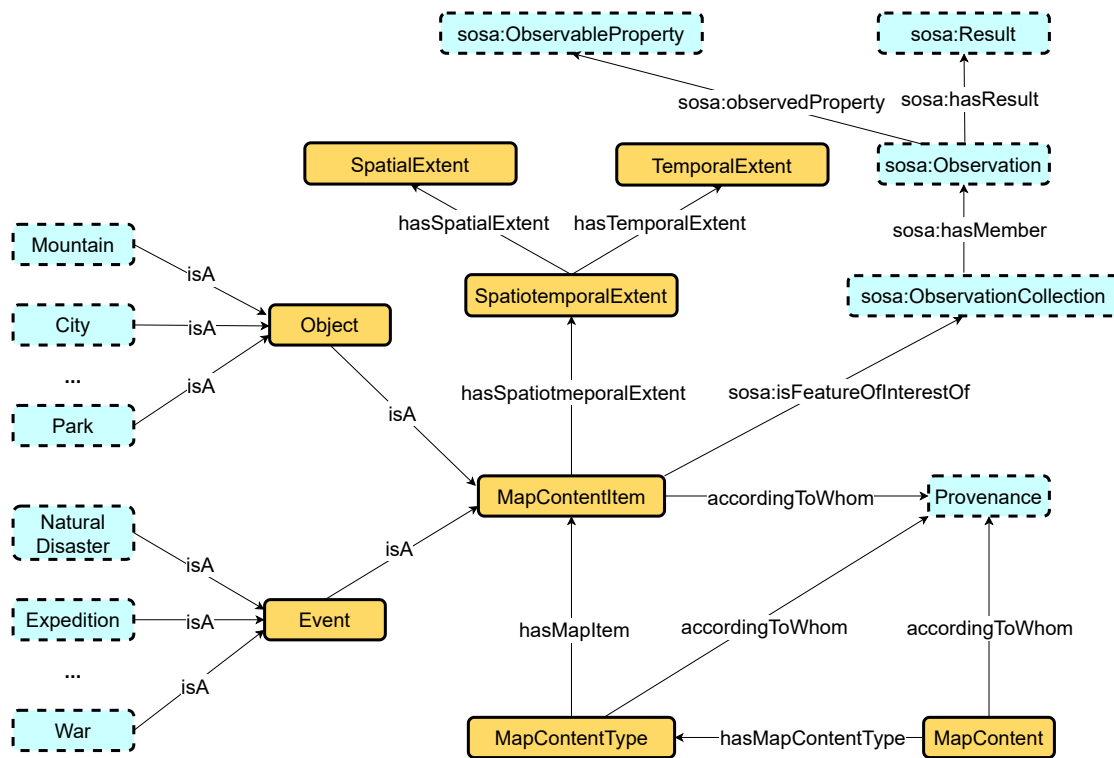 sosa:ObservableProperty
sosa:Result
sosa:observedProperty
sosa:hasResult
SpatialExtent
TemporalExtent
sosa:Observation
hasSpatialExtent
hasTemporalExtent
sosa:hasMember
Mountain
isA
SpatiotemporalExtent
sosa:ObservationCollection
City
isA
Object
...
isA
Park
hasSpatiotmeporalExtent
sosa:isFeatureOfInterestOf
isA
MapContentItem
accordingToWhom
Provenance
Natural
Disaster
isA
isA
Expedition
isA
Event
hasMapItem
accordingToWhom
accordingToWhom
...
isA
War
MapContentType
hasMapContentType
MapContent